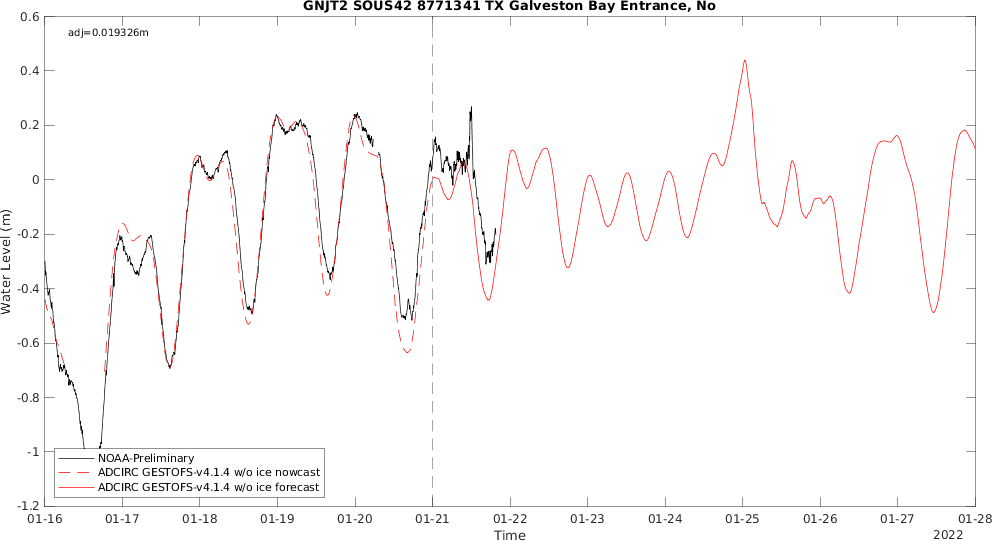 GNJT2 SOUS42 8771341 TX Galveston Bay Entrance, No
adj=0.019326m
0.6
0.4
0.2
0
-0.2
-0.4
-0.6
-0.8
-1
-1.2
Water Level (m)
NOAA-Preliminary
ADCIRC GESTOFS-v4.1.4 w/o ice nowcast
ADCIRC GESTOFS-v4.1.4 w/o ice forecast
01-16 01-17 01-18 01-19 01-20 01-21 01-22 01-23 01-24 01-25 01-26 01-27 01-28
Time
2022